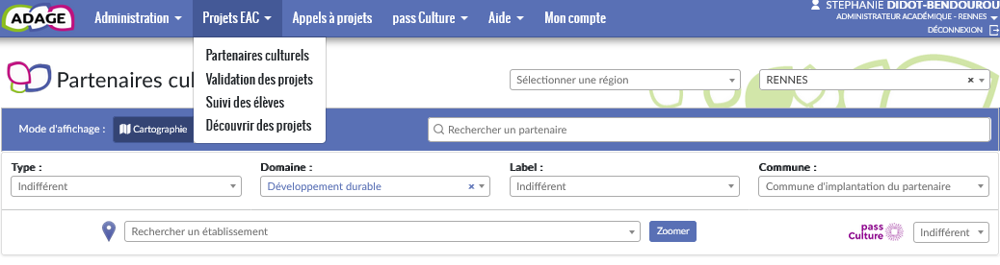 ADAGE
Administration
Projets EAC
Appels à projets
pass Culture
Aide
Mon compte
STEPHANIE DIDOT-BENDOUROU
ADMINISTRATEUR ACADÉMIQUE - RENNES
DÉCONNEXION
Partenaires culturels
Validation des projets
Suivi des élèves
Découvrir des projets
Partenaires cul
Sélectionner une région
RENNES
Mode d'affichage :
Cartographie
Rechercher un partenaire
Type :
Domaine :
Label :
Commune :
Indifférent
Développement durable
Indifférent
Commune d'implantation du partenaire
Rechercher un établissement
Zoomer
pass
Culture
Indifférent